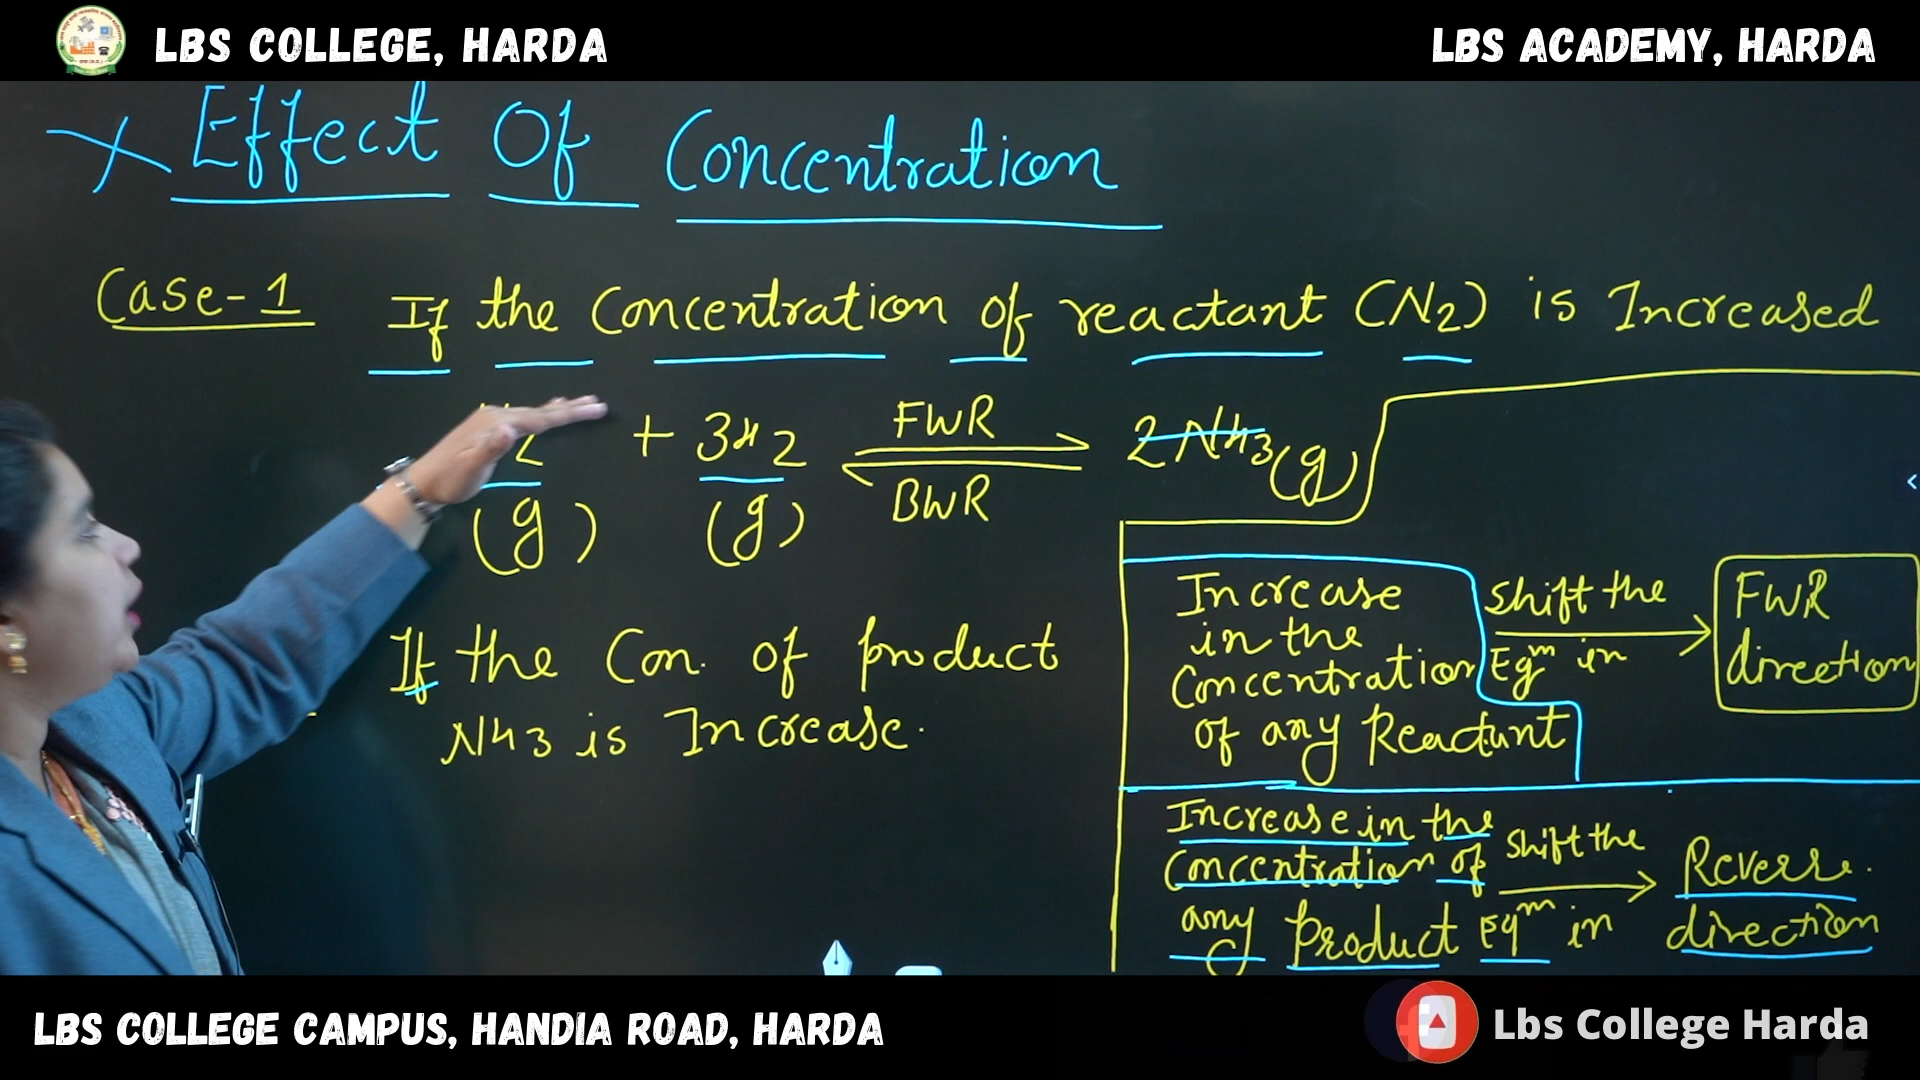 LBS COLLEGE, HARDA
LBS ACADEMY, HARDA
Effect Of Concentration
Case-1 If the Concentration of reactant (N2) is Increased
2 + 3H2 FWR 2NH3(g)
BWR
(g) (g)
If the Con. of product
NH3 is Increase.
Increase
in the
Concentration
of any Reactant
Shift the
Eqm in
FWR
direction
Increase in the
Concentration of
any Product
Shift the
Eqm in
Reverse.
direction
LBS COLLEGE CAMPUS, HANDIA ROAD, HARDA
Lbs College Harda